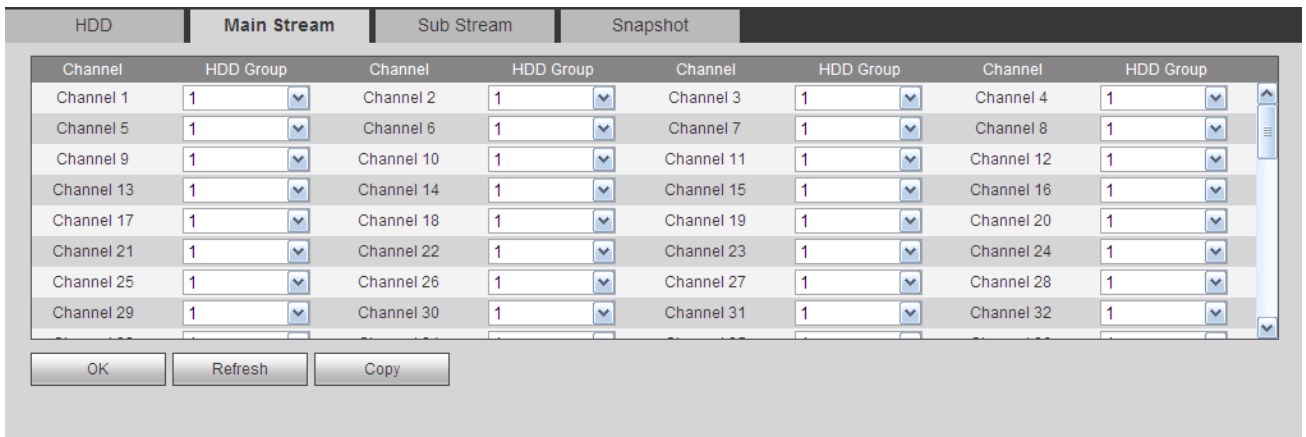 HDD Main Stream Sub Stream Snapshot
Channel HDD Group Channel HDD Group Channel HDD Group Channel HDD Group
Channel 1 1 Channel 2 1 Channel 3 1 Channel 4 1
Channel 5 1 Channel 6 1 Channel 7 1 Channel 8 1
Channel 9 1 Channel 10 1 Channel 11 1 Channel 12 1
Channel 13 1 Channel 14 1 Channel 15 1 Channel 16 1
Channel 17 1 Channel 18 1 Channel 19 1 Channel 20 1
Channel 21 1 Channel 22 1 Channel 23 1 Channel 24 1
Channel 25 1 Channel 26 1 Channel 27 1 Channel 28 1
Channel 29 1 Channel 30 1 Channel 31 1 Channel 32 1
OK Refresh Copy